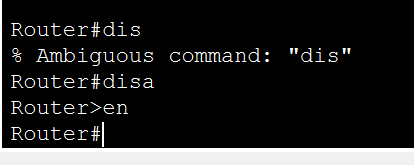 Router#dis
% Ambiguous command: "dis"
Router#disa
Router>en
Router#